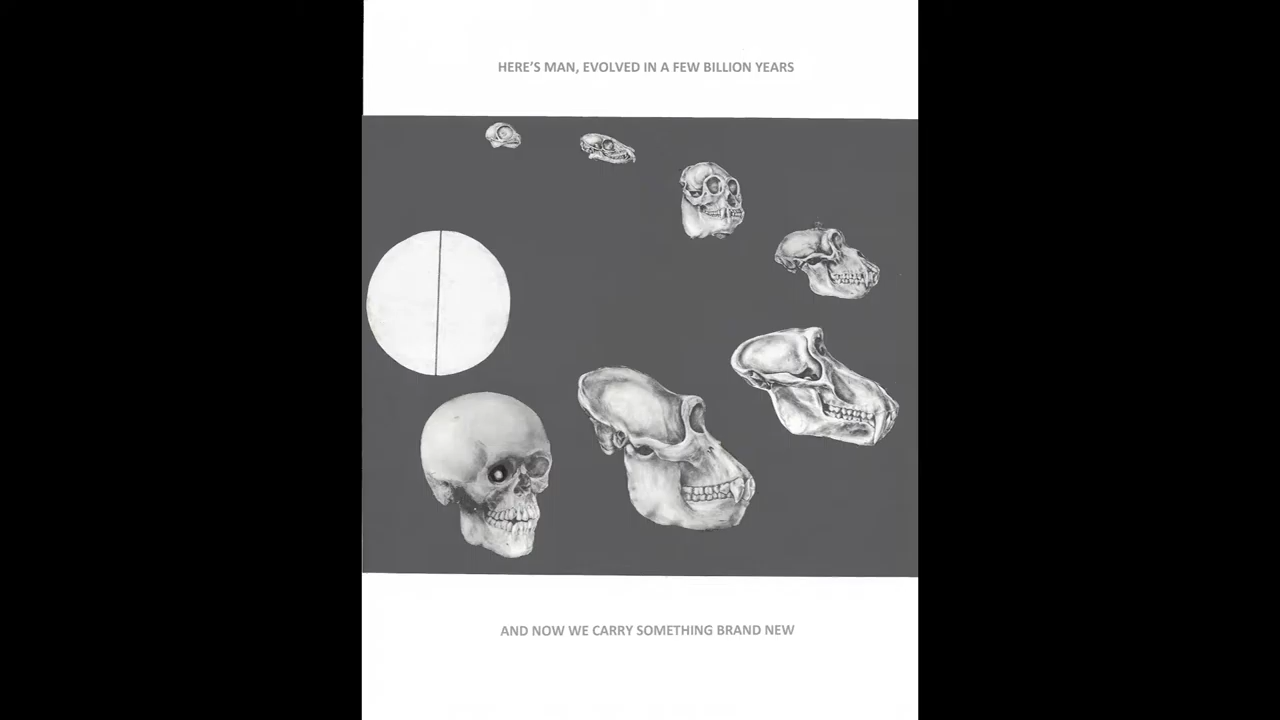 HERE'S MAN, EVOLVED IN A FEW BILLION YEARS
AND NOW WE CARRY SOMETHING BRAND NEW